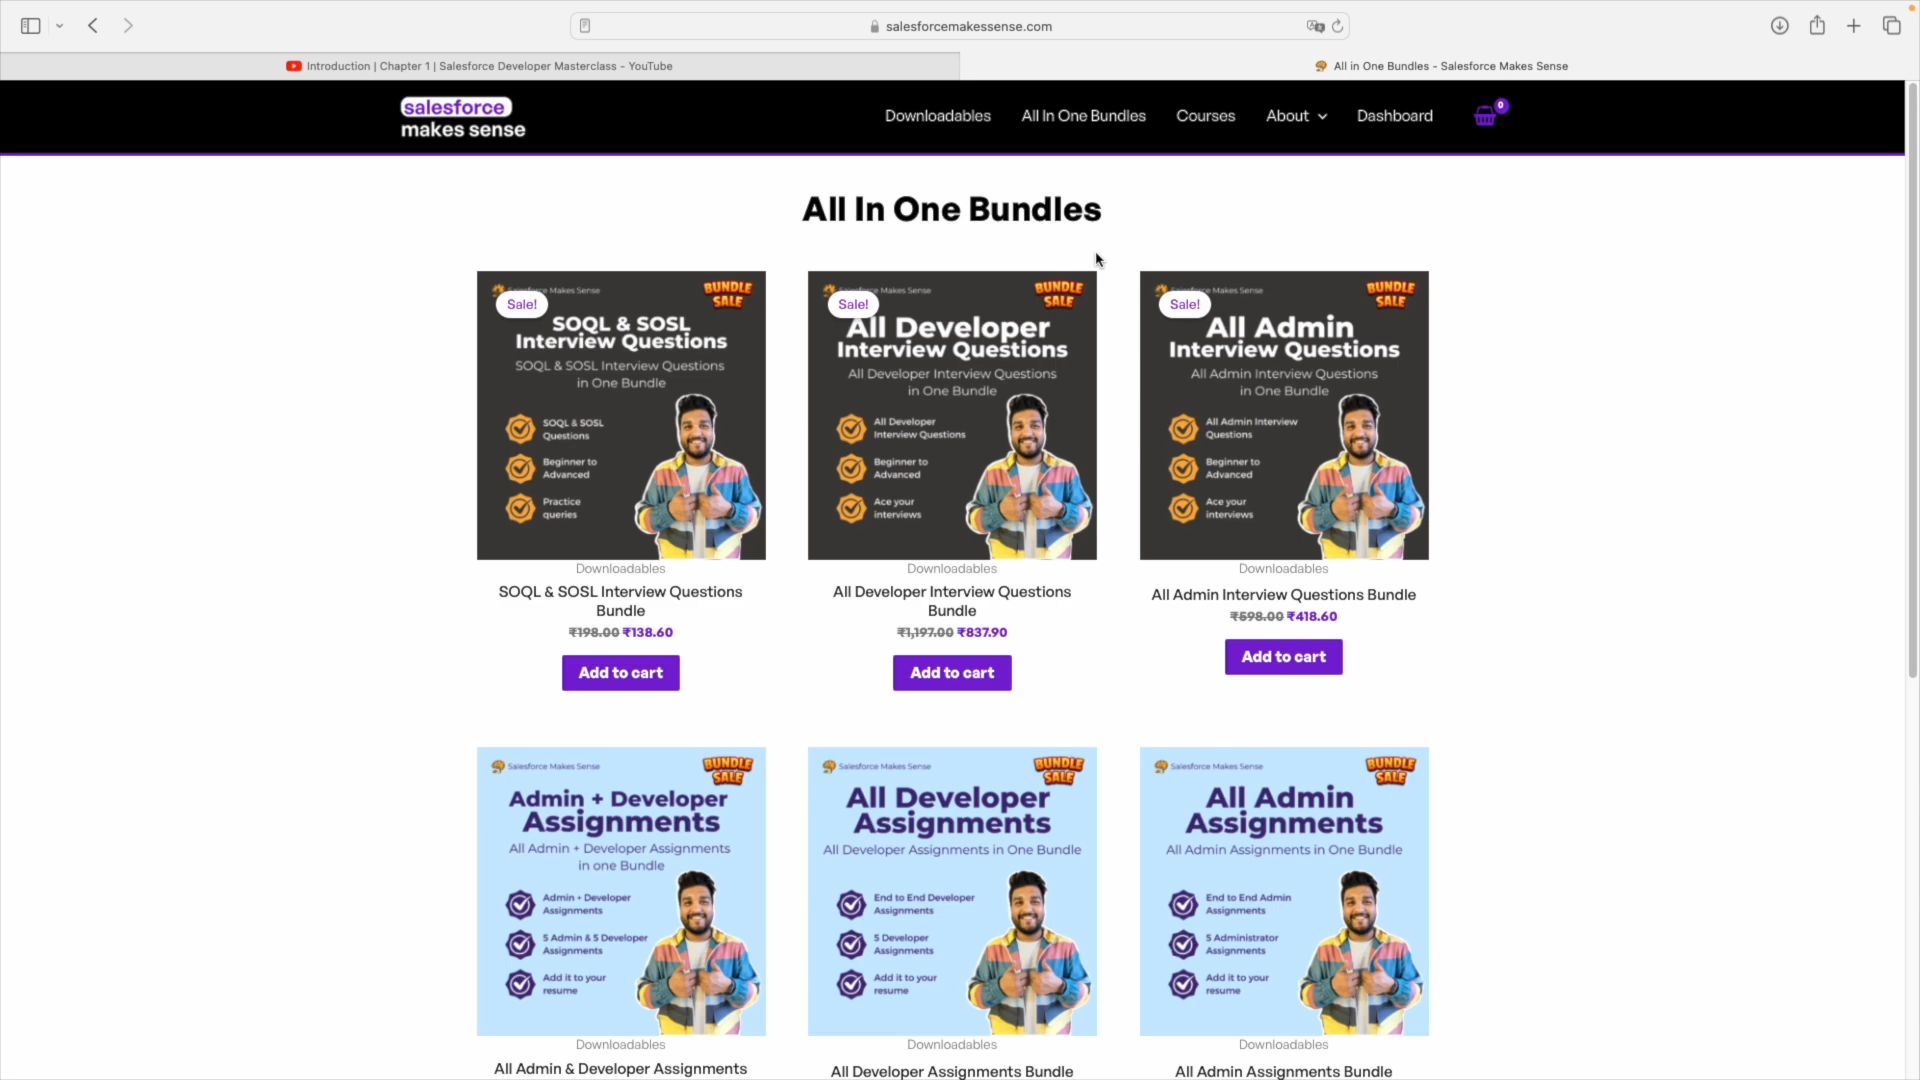 salesforcemakessense.com
Introduction | Chapter 1 | Salesforce Developer Masterclass - YouTube
All in One Bundles - Salesforce Makes Sense
salesforce
makes sense
Downloadables
All In One Bundles
Courses
About
Dashboard
0
All In One Bundles
Salesforce Makes Sense
BUNDLE
SALE
Sale!
SOQL & SOSL
Interview Questions
SOQL & SOSL Interview Questions
in One Bundle
SOQL & SOSL
Questions
Beginner to
Advanced
Practice
queries
Downloadables
SOQL & SOSL Interview Questions
Bundle
₹198.00 ₹138.60
Add to cart
Makes Sense
BUNDLE
SALE
Sale!
All Developer
Interview Questions
All Developer Interview Questions
in One Bundle
All Developer
Interview Questions
Beginner to
Advanced
Ace your
interviews
Downloadables
All Developer Interview Questions
Bundle
₹1,197.00 ₹837.90
Add to cart
Makes Sense
BUNDLE
SALE
Sale!
All Admin
Interview Questions
All Admin Interview Questions
in One Bundle
All Admin Interview
Questions
Beginner to
Advanced
Ace your
interviews
Downloadables
All Admin Interview Questions Bundle
₹598.00 ₹418.60
Add to cart
Salesforce Makes Sense
BUNDLE
SALE
Admin + Developer
Assignments
All Admin + Developer Assignments
in one Bundle
Admin + Developer
Assignments
5 Admin & 5 Developer
Assignments
Add it to your
resume
Downloadables
All Admin & Developer Assignments
Salesforce Makes Sense
BUNDLE
SALE
All Developer
Assignments
All Developer Assignments in One Bundle
End to End Developer
Assignments
5 Developer
Assignments
Add it to your
resume
Downloadables
All Developer Assignments Bundle
Salesforce Makes Sense
BUNDLE
SALE
All Admin
Assignments
All Admin Assignments in One Bundle
End to End Admin
Assignments
5 Administrator
Assignments
Add it to your
resume
Downloadables
All Admin Assignments Bundle